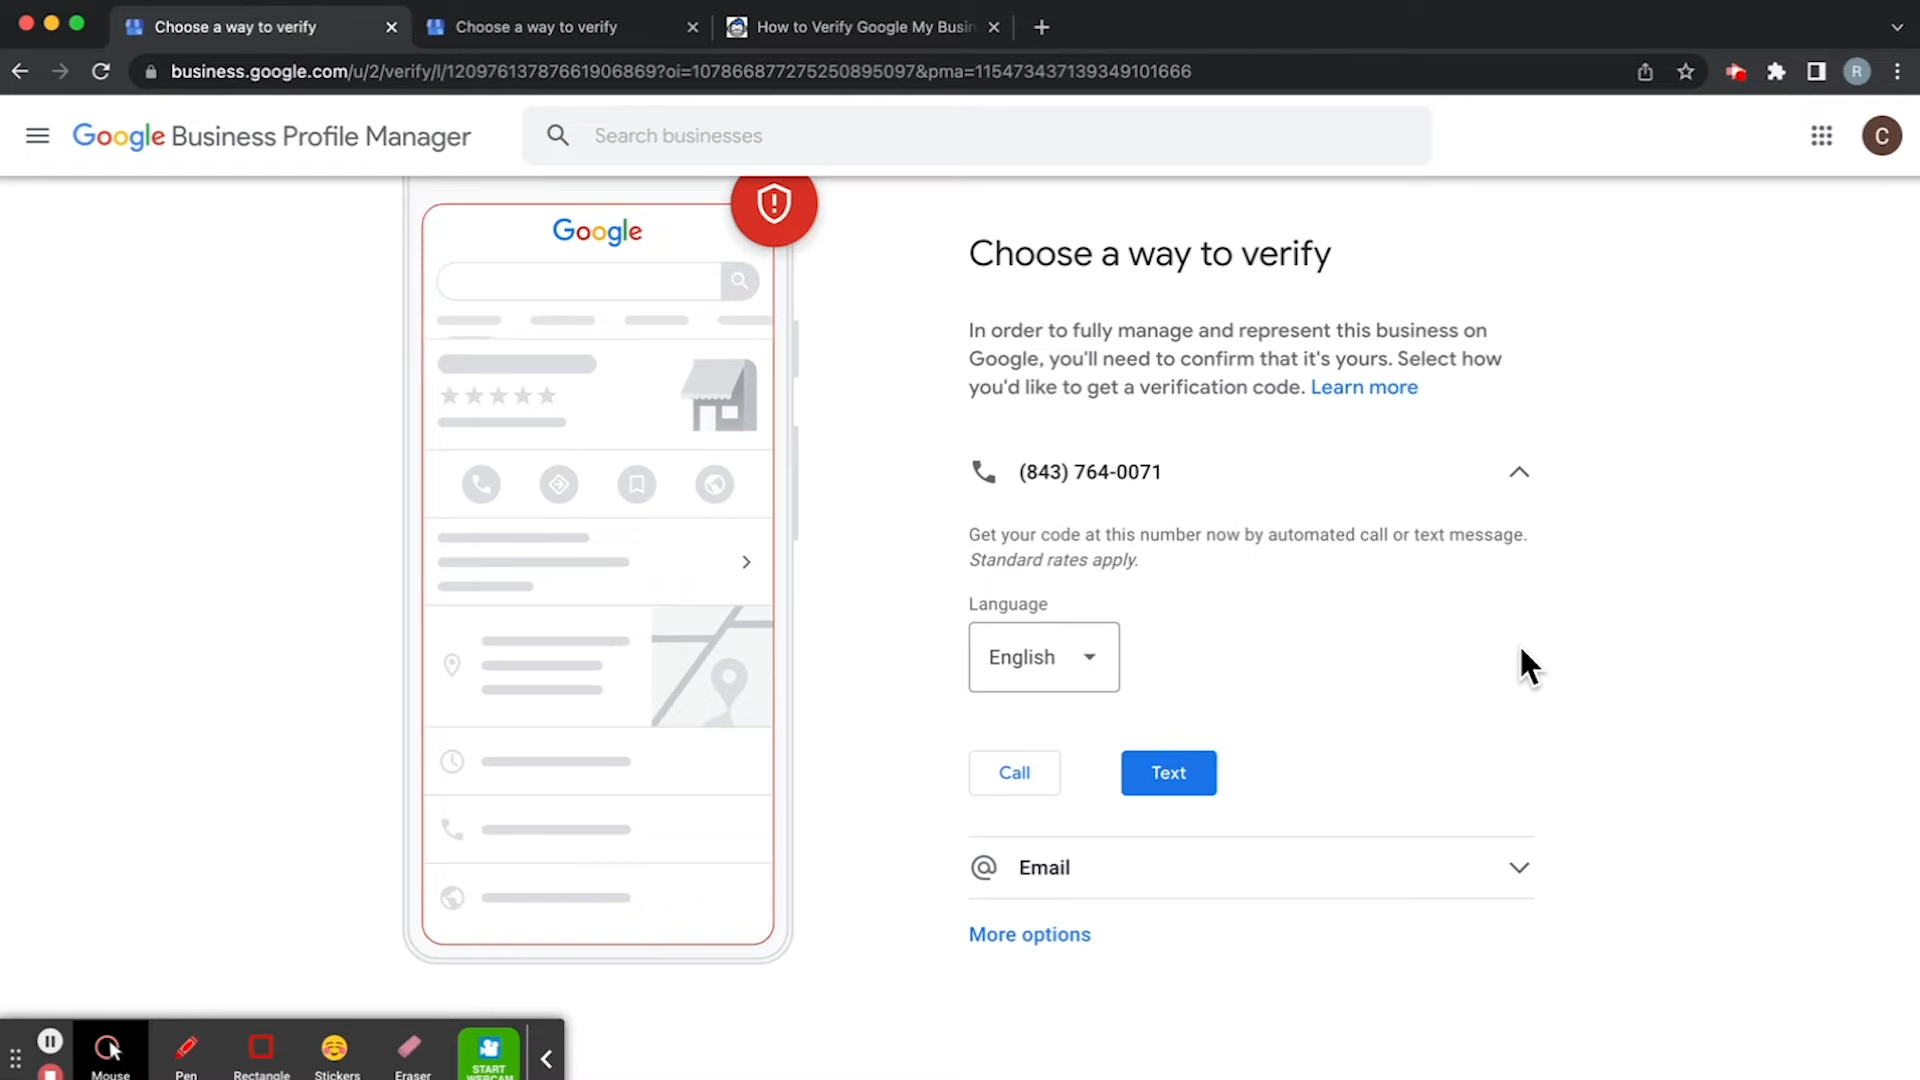 Choose a way to verify
Choose a way to verify
How to Verify Google My Busin
business.google.com/u/2/verify/l/12097613787661906869?oi=107866877275250895097&pma=115473437139349101666
R
Google Business Profile Manager
Search businesses
C
Google
Choose a way to verify
In order to fully manage and represent this business on
Google, you'll need to confirm that it's yours. Select how
you'd like to get a verification code. Learn more
(843) 764-0071
Get your code at this number now by automated call or text message.
Standard rates apply.
Language
English
Call
Text
@ Email
More options
Mouse
Pen
Rectangle
Stickers
Eraser
START
WEBCAM